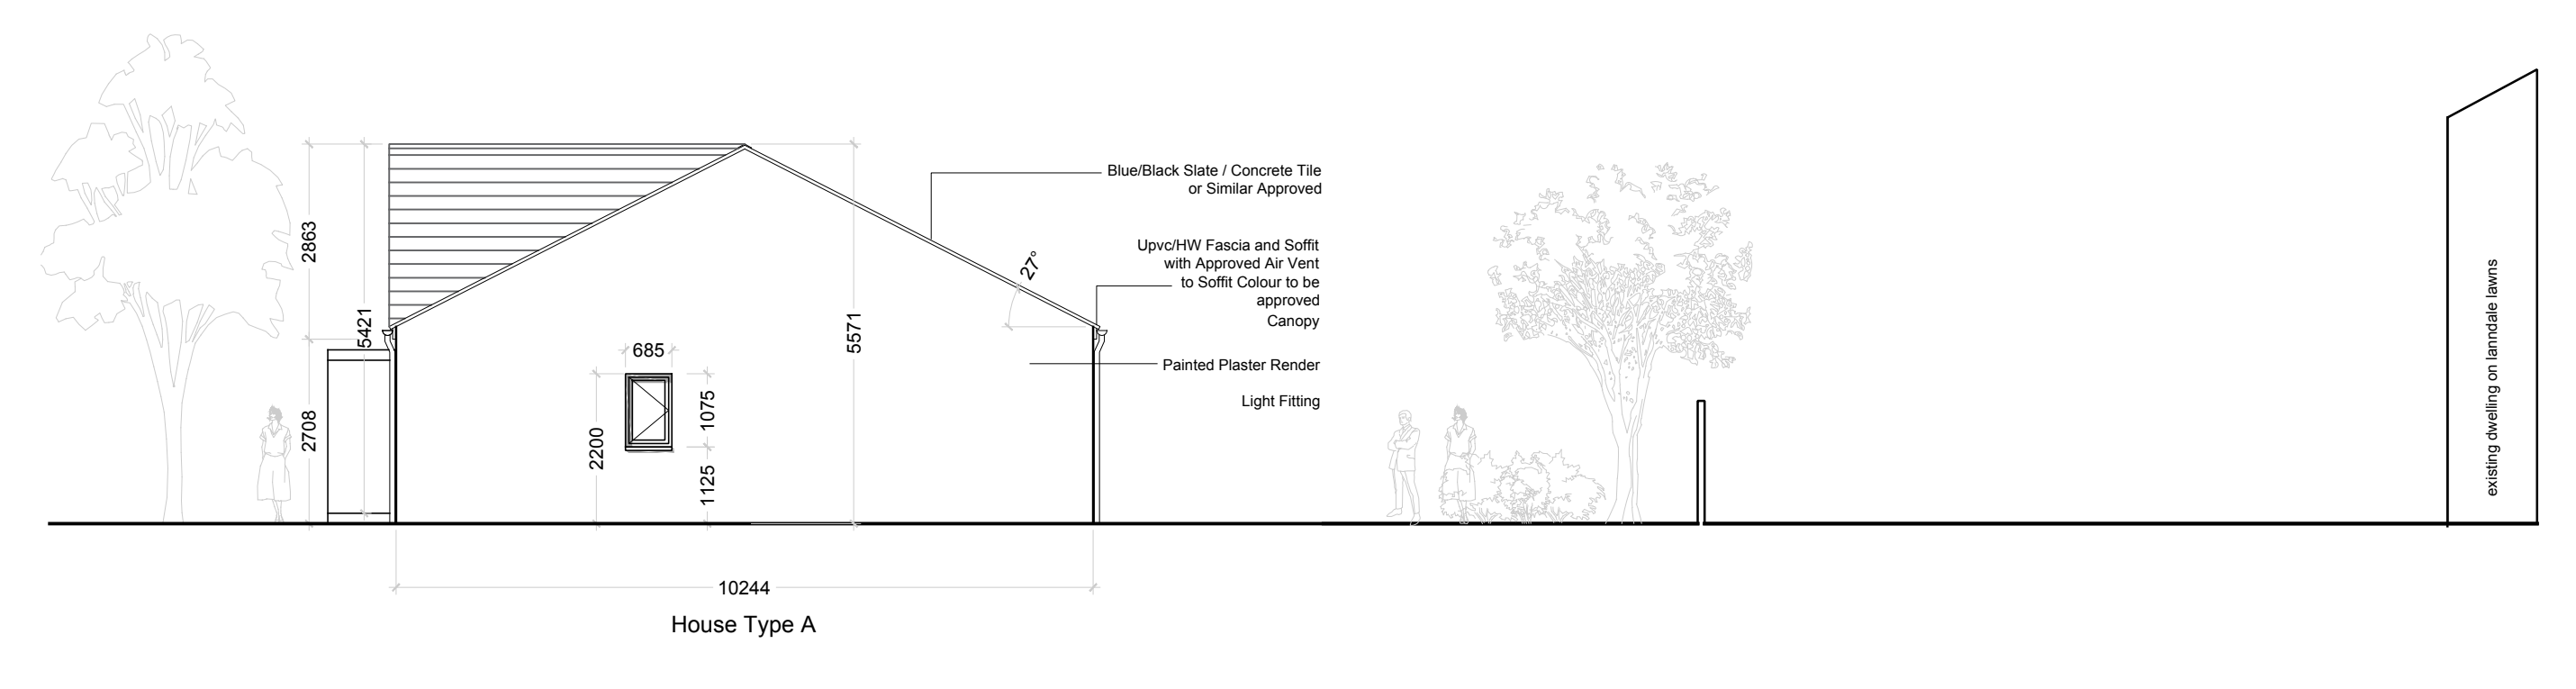 Blue/Black Slate / Concrete Tile
or Similar Approved
2863
5421
5571
27°
Upvc/HW Fascia and Soffit
with Approved Air Vent
to Soffit Colour to be
approved
Canopy
685
Painted Plaster Render
Light Fitting
2708
2200
1075
1125
existing dwelling on lanndale lawns
10244
House Type A